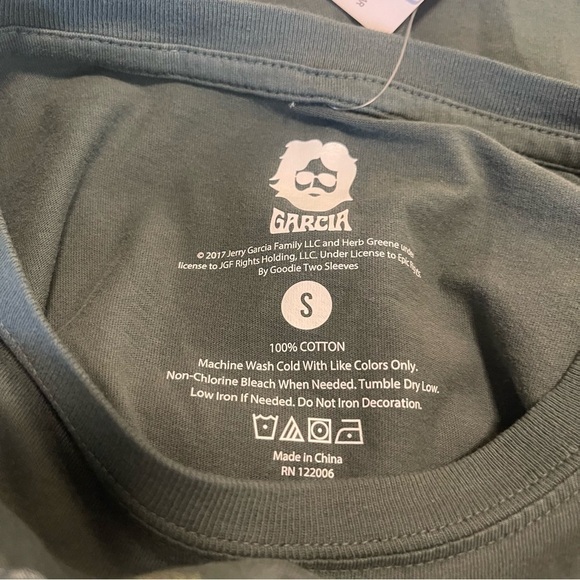 GARCIA
© 2017 Jerry Garcia Family LLC and Herb Greene under
license to JGF Rights Holding, LLC. Under License to Epic Rights
By Goodie Two Sleeves
S
100% COTTON
Machine Wash Cold With Like Colors Only.
Non-Chlorine Bleach When Needed. Tumble Dry Low.
Low Iron If Needed. Do Not Iron Decoration.
Made in China
RN 122006